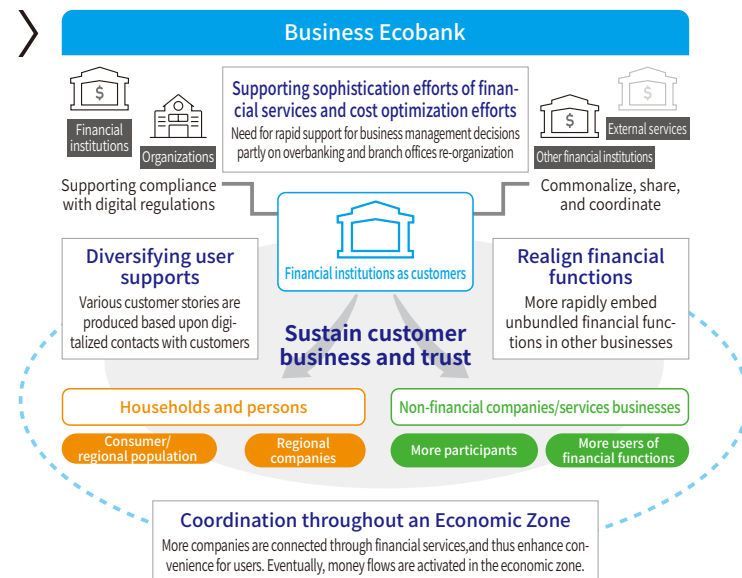 Business Ecobank
Supporting sophistication efforts of finan-
cial services and cost optimization efforts
Need for rapid support for business management decisions
partly on overbanking and branch offices re-organization
$
Financial
institutions
Organizations
$
$
External services
Other financial institutions
Supporting compliance
with digital regulations
Commonalize, share,
and coordinate
Financial institutions as customers
Diversifying user
supports
Various customer stories are
produced based upon digi-
talized contacts with customers
Realign financial
functions
More rapidly embed
unbundled financial func-
tions in other businesses
Sustain customer
business and trust
Households and persons
Non-financial companies/services businesses
Consumer/
regional population
Regional
companies
More participants
More users of
financial functions
Coordination throughout an Economic Zone
More companies are connected through financial services,and thus enhance con-
venience for users. Eventually, money flows are activated in the economic zone.